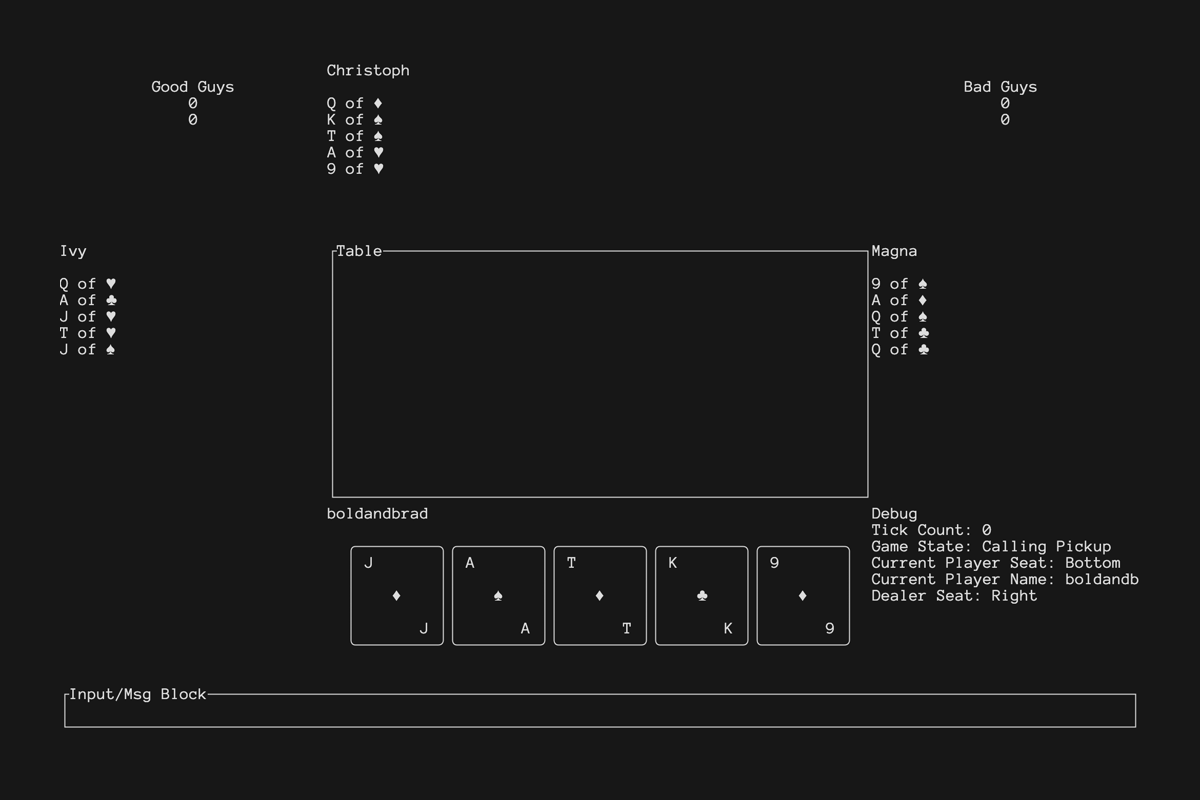 Christoph
Good Guys
0
0
Bad Guys
0
0
Q of ♦
K of ♠
T of ♠
A of ♥
9 of ♥
Ivy
Q of ♥
A of ♣
J of ♥
T of ♥
J of ♠
Table
Magna
9 of ♠
A of ♦
Q of ♠
T of ♣
Q of ♣
boldandbrad
J
♦
J
A
♠
A
T
♦
T
K
♣
K
9
♦
9
Debug
Tick Count: 0
Game State: Calling Pickup
Current Player Seat: Bottom
Current Player Name: boldandb
Dealer Seat: Right
Input/Msg Block